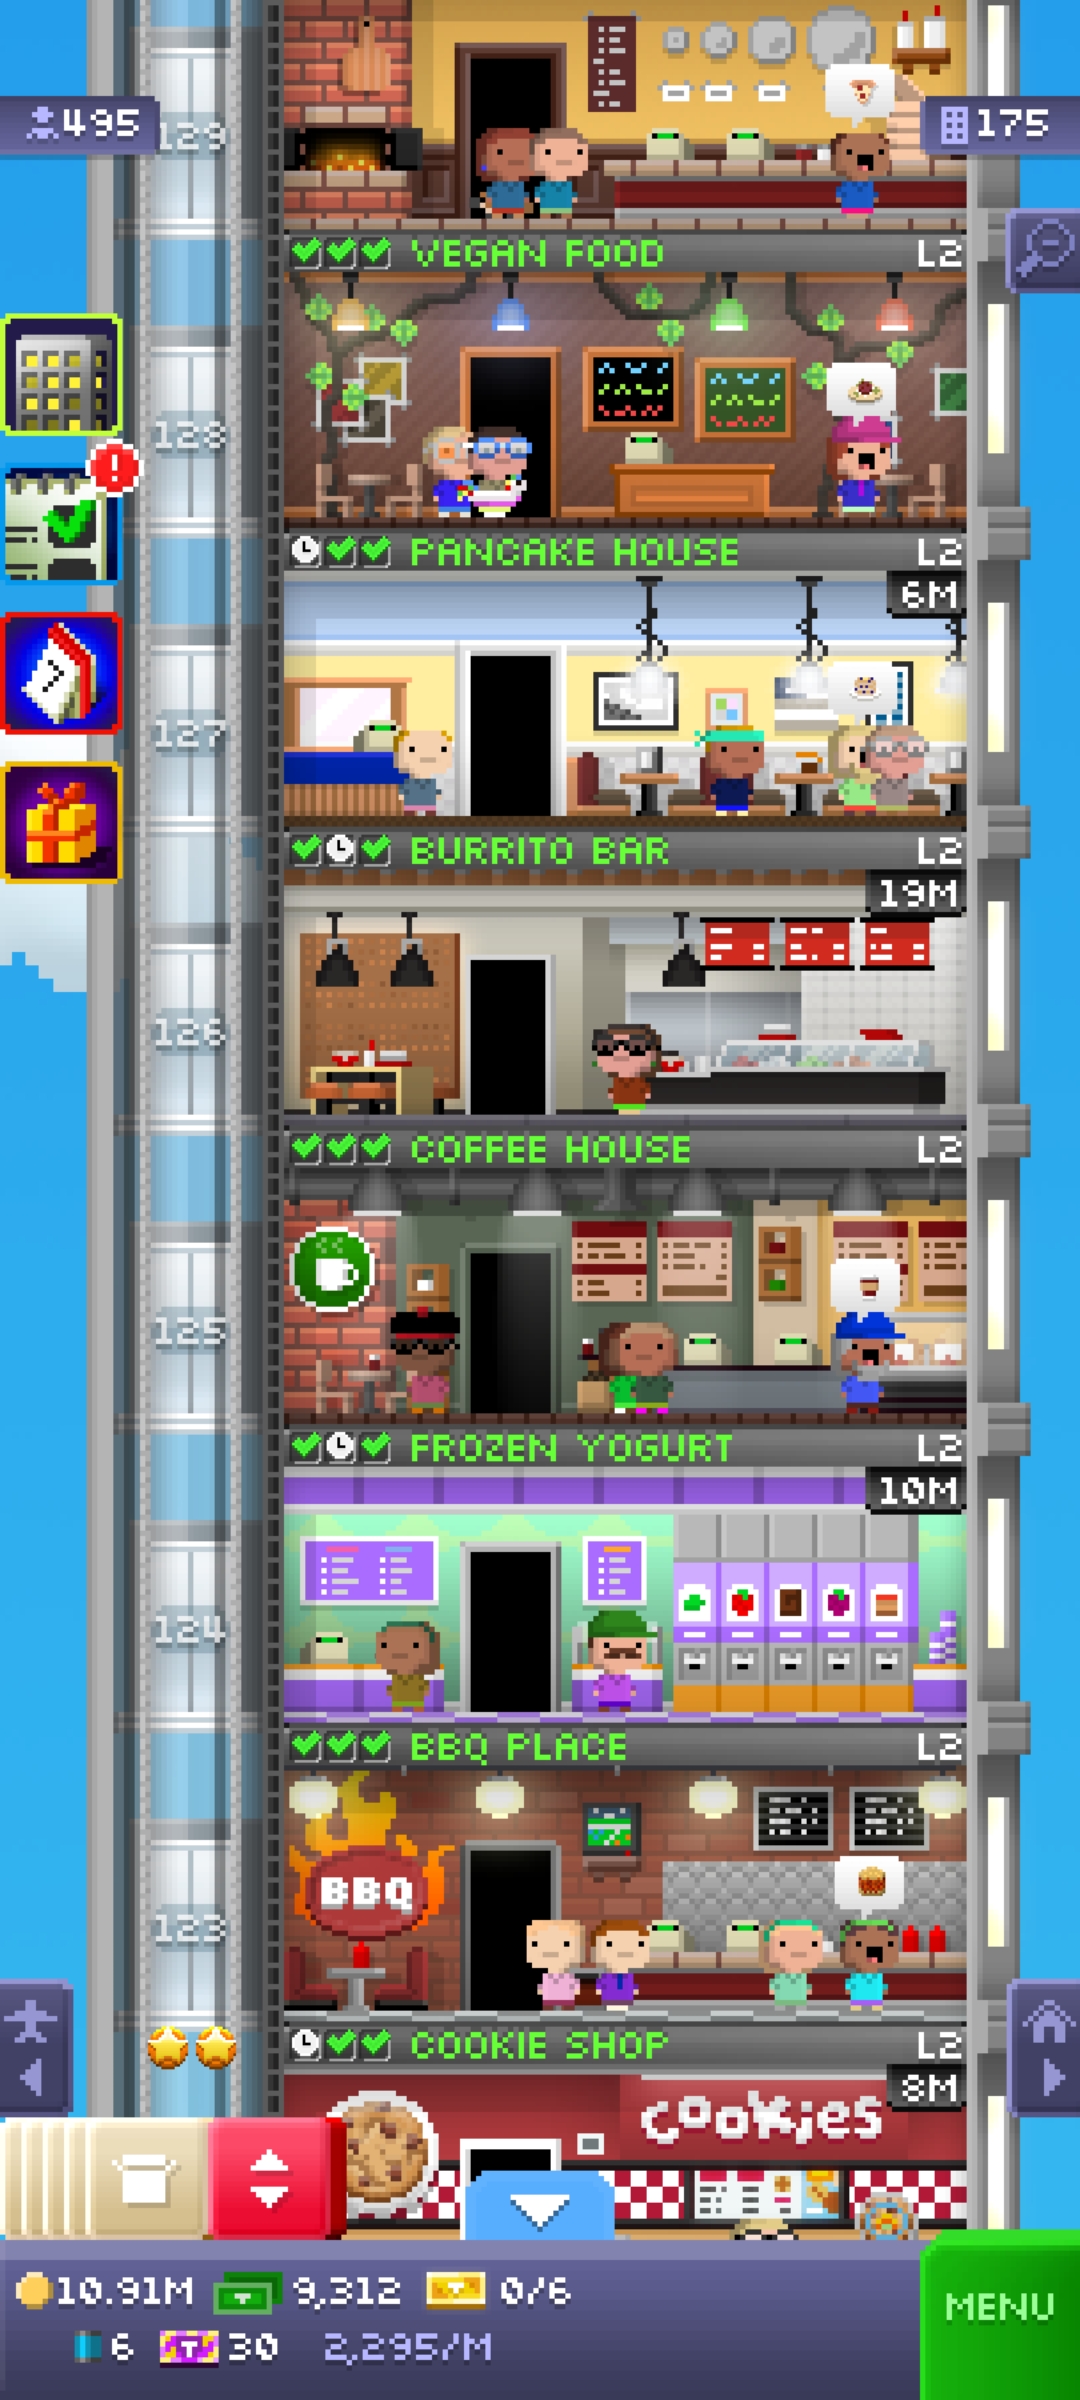 495
129
175
VEGAN FOOD L2
128
PANCAKE HOUSE L2
6M
127
BURRITO BAR L2
19M
126
COFFEE HOUSE L2
125
FROZEN YOGURT L2
10M
124
BBQ PLACE L2
BBQ
123
COOKIE SHOP L2
8M
cookies
10.91M 9,312 0/6
6 T 30 2,295/M
MENU